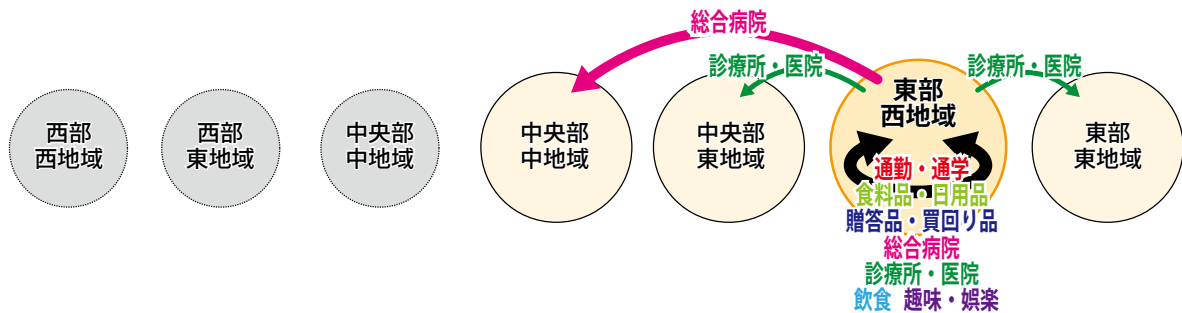 総合病院
診療所・医院
診療所・医院
西部
西地域
西部
東地域
中央部
中地域
中央部
中地域
中央部
東地域
東部
西地域
東部
東地域
通勤・通学
食料品・日用品
贈答品・買回り品
総合病院
診療所・医院
飲食 趣味・娯楽